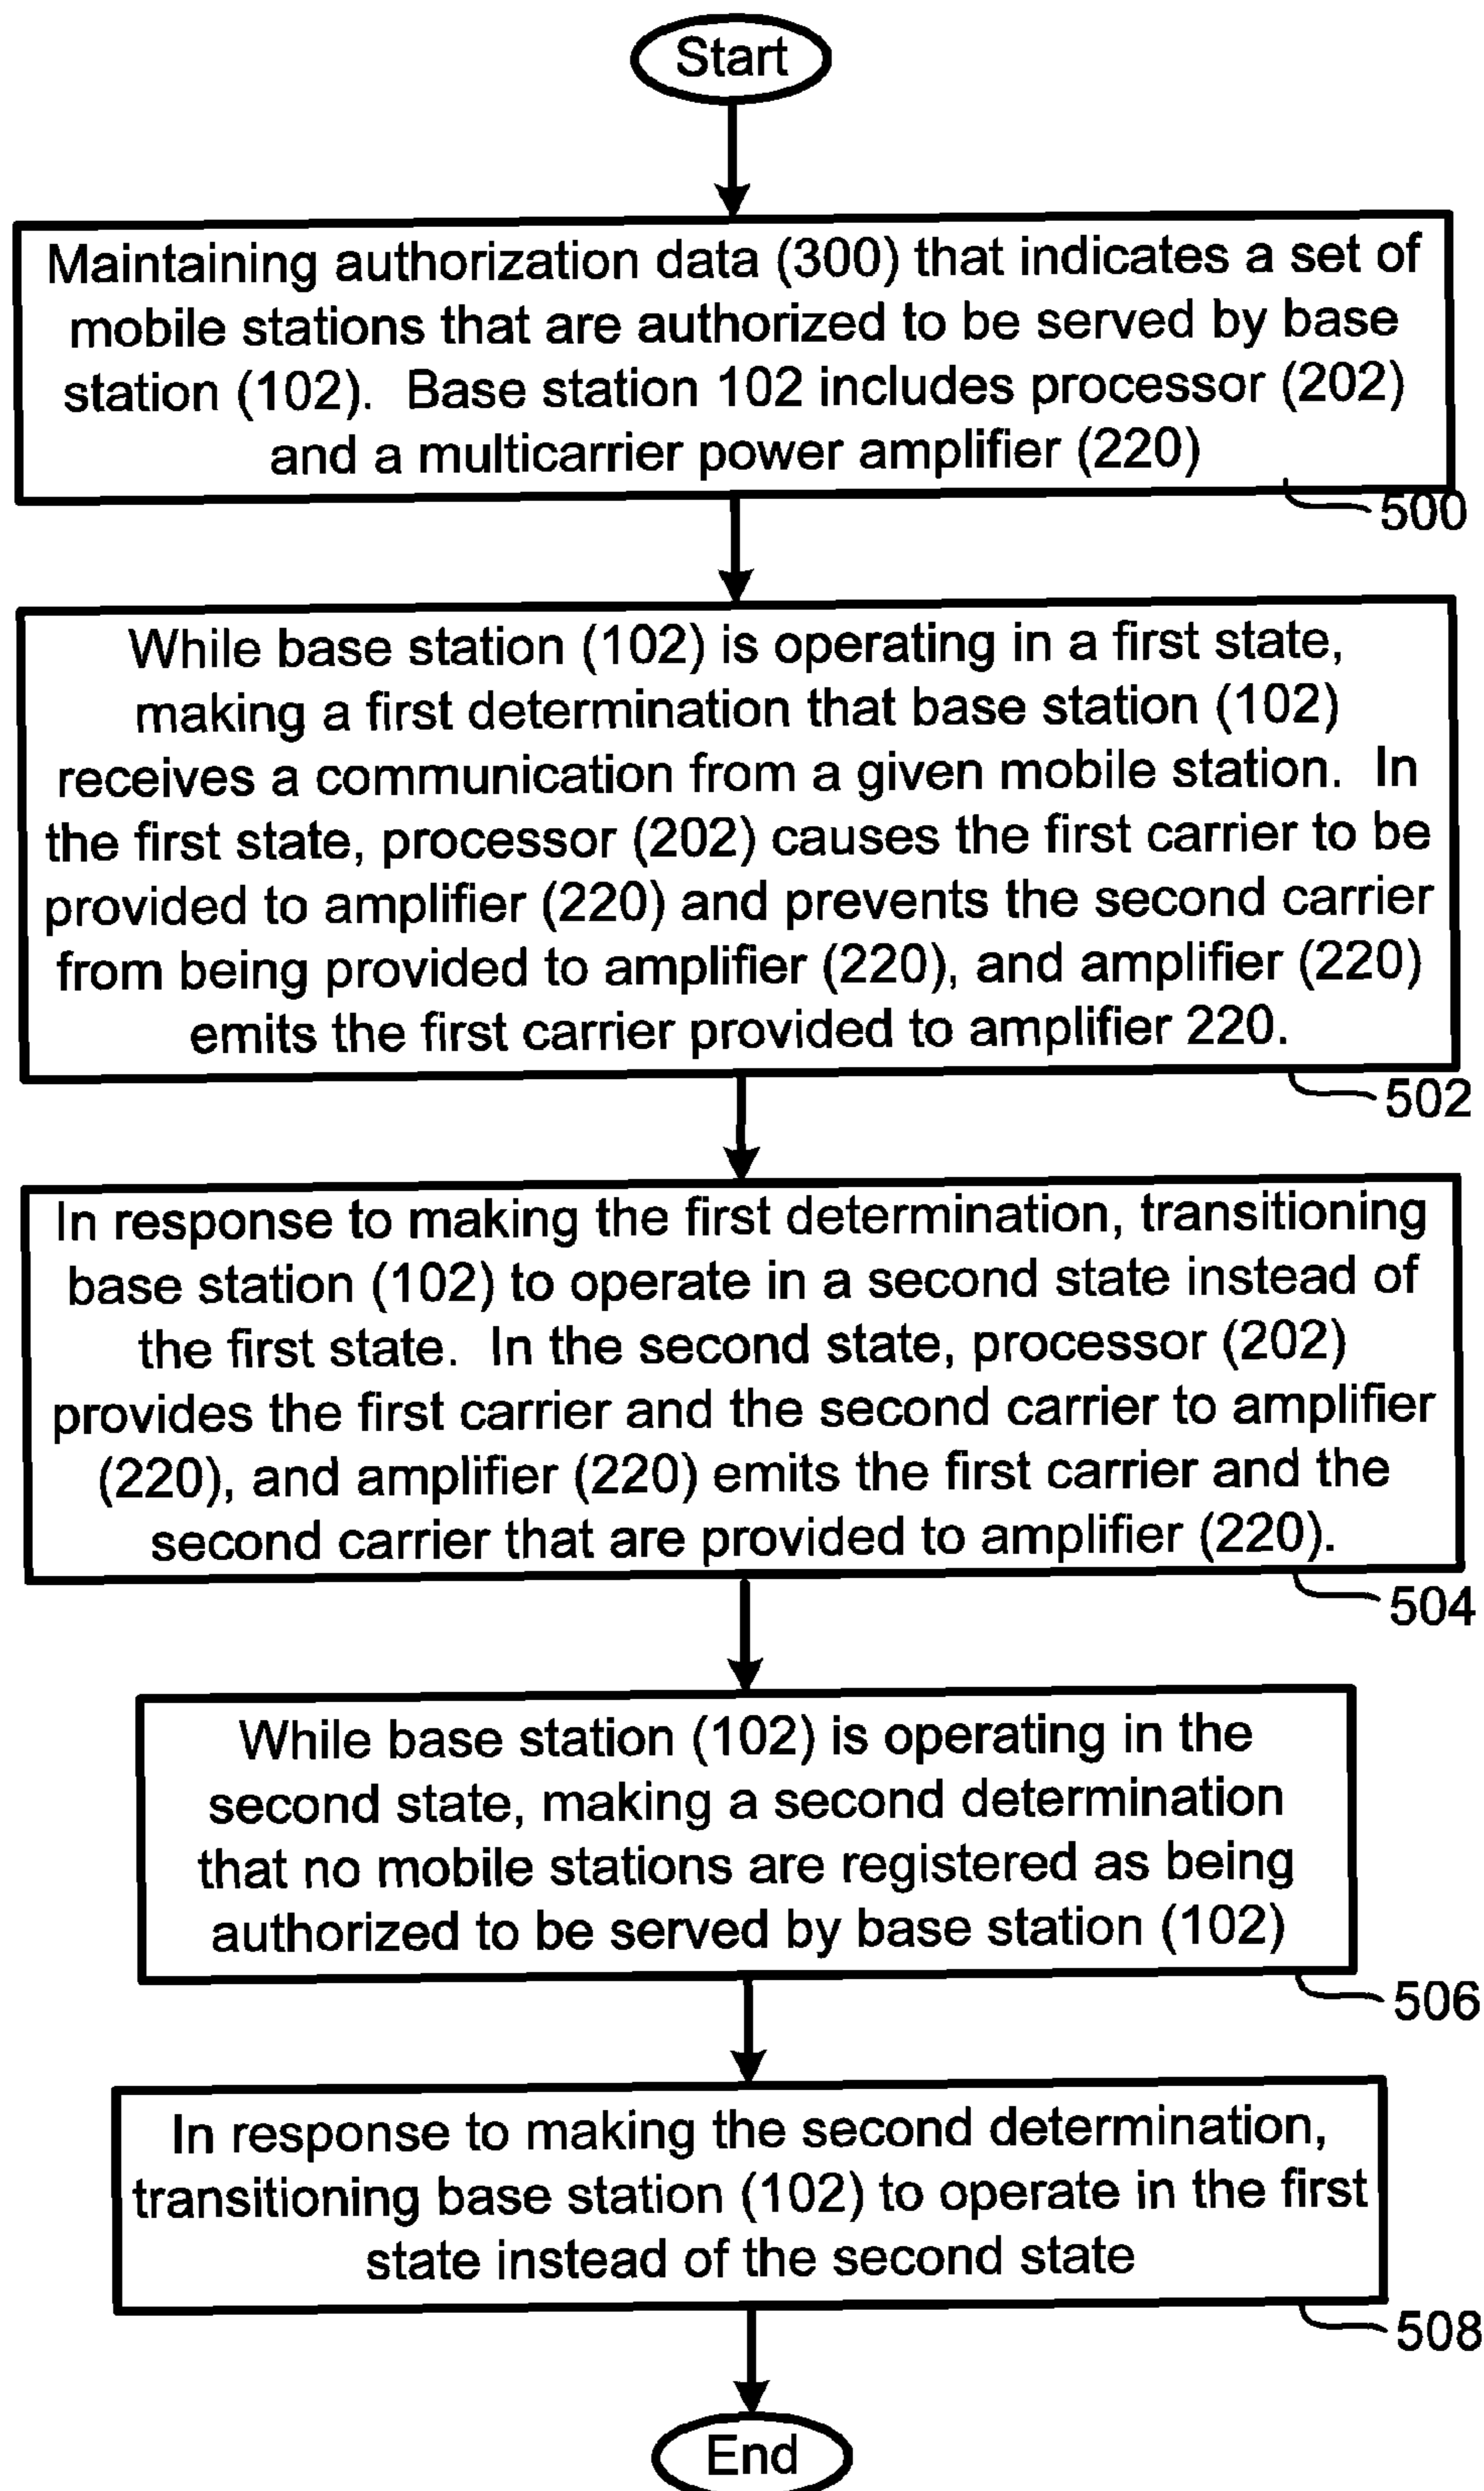 Start
Maintaining authorization data (300) that indicates a set of
mobile stations that are authorized to be served by base
station (102).  Base station 102 includes processor (202)
and a multicarrier power amplifier (220)
500
While base station (102) is operating in a first state,
making a first determination that base station (102)
receives a communication from a given mobile station.  In
the first state, processor (202) causes the first carrier to be
provided to amplifier (220) and prevents the second carrier
from being provided to amplifier (220), and amplifier (220)
emits the first carrier provided to amplifier 220.
502
In response to making the first determination, transitioning
base station (102) to operate in a second state instead of
the first state.  In the second state, processor (202)
provides the first carrier and the second carrier to amplifier
(220), and amplifier (220) emits the first carrier and the
second carrier that are provided to amplifier (220).
504
While base station (102) is operating in the
second state, making a second determination
that no mobile stations are registered as being
authorized to be served by base station (102)
506
In response to making the second determination,
transitioning base station (102) to operate in the first
state instead of the second state
508
End